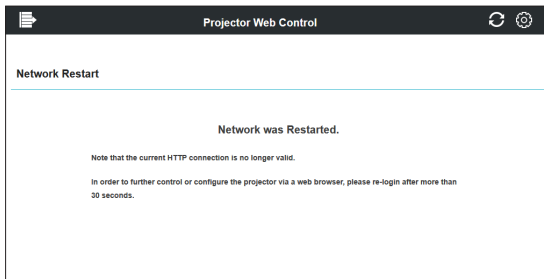 Projector Web Control
Network Restart
Network was Restarted.
Note that the current HTTP connection is no longer valid.
In order to further control or configure the projector via a web browser, please re-login after more than
30 seconds.